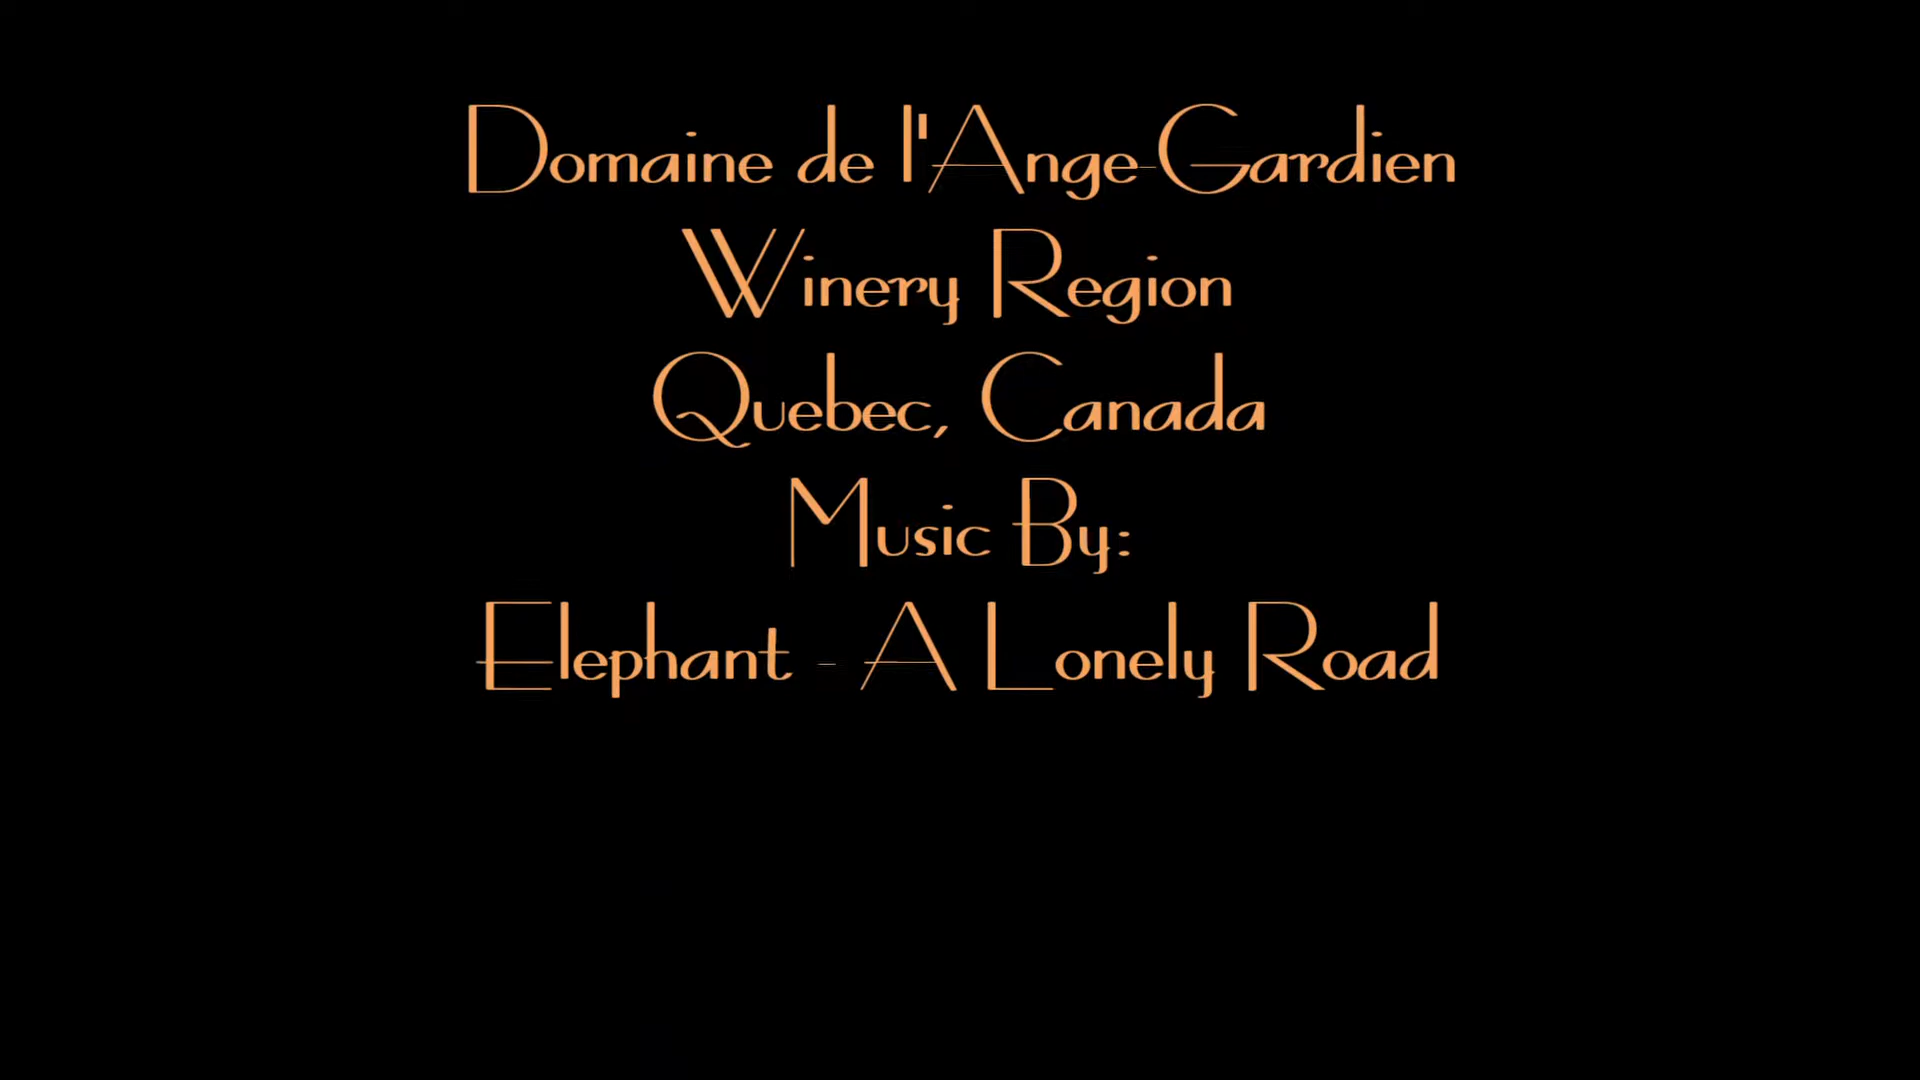 Domaine de l'Ange-Gardien
Winery Region
Quebec, Canada
Music By:
Elephant - A Lonely Road